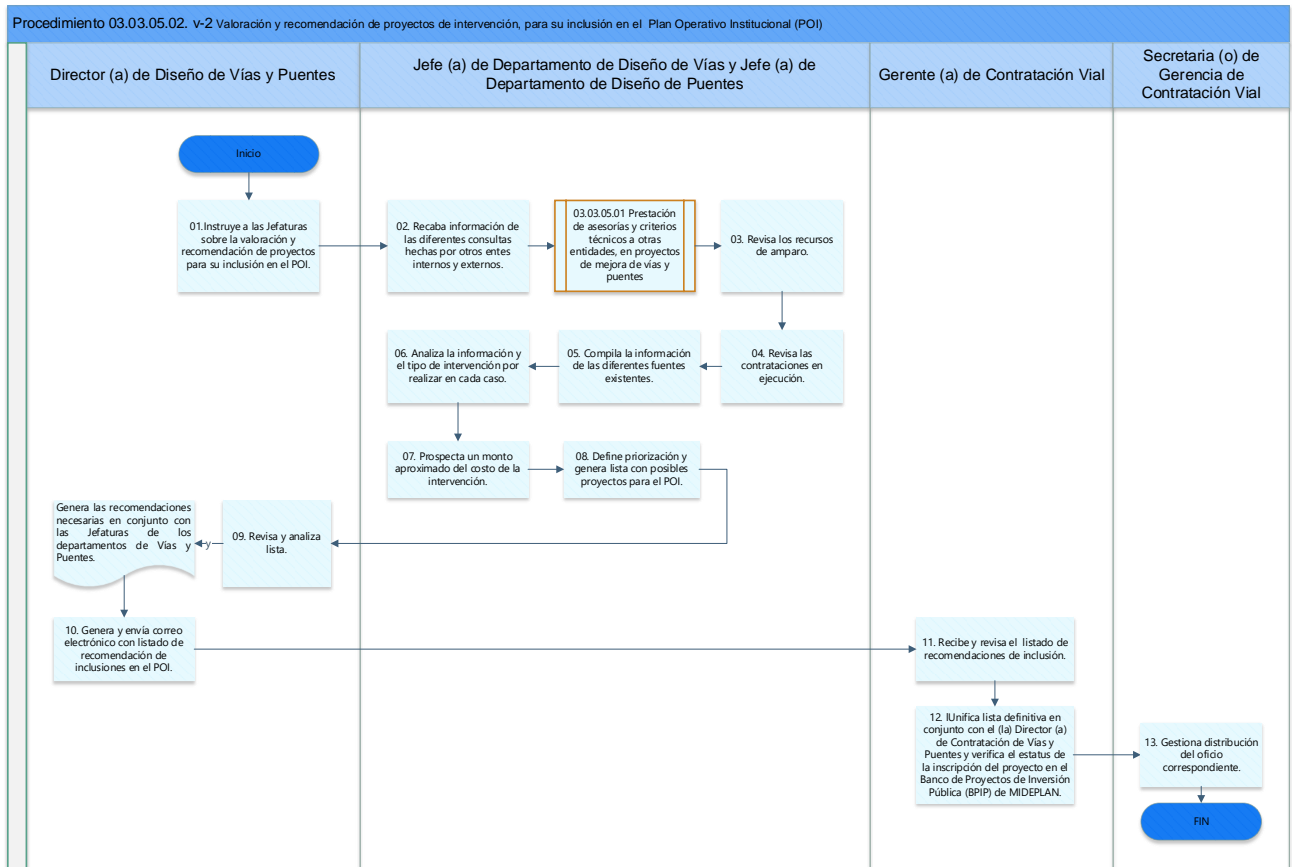 Procedimiento 03.03.05.02. v-2 Valoración y recomendación de proyectos de intervención, para su inclusión en el Plan Operativo Institucional (POI)
Director (a) de Diseño de Vías y Puentes
Jefe (a) de Departamento de Diseño de Vías y Jefe (a) de
Departamento de Diseño de Puentes
Gerente (a) de Contratación Vial
Secretaria (o) de
Gerencia de
Contratación Vial
Inicio
01.Instruye a las Jefaturas
sobre la valoración y
recomendación de proyectos
para su inclusión en el POI.
02. Recaba información de
las diferentes consultas
hechas por otros entes
internos y externos.
03.03.05.01 Prestación
de asesorías y criterios
técnicos a otras
entidades, en proyectos
de mejora de vías y
puentes
03. Revisa los recursos
de amparo.
04. Revisa las
contrataciones en
ejecución.
05. Compila la información
de las diferentes fuentes
existentes.
06. Analiza la información y
el tipo de intervención por
realizar en cada caso.
07. Prospecta un monto
aproximado del costo de la
intervención.
08. Define priorización y
genera lista con posibles
proyectos para el POI.
09. Revisa y analiza
lista.
y
Genera las recomendaciones
necesarias en conjunto con
las Jefaturas de los
departamentos de Vías y
Puentes.
10. Genera y envía correo
electrónico con listado de
recomendación de
inclusiones en el POI.
11. Recibe y revisa el listado de
recomendaciones de inclusión.
12. lUnifica lista definitiva en
conjunto con el (la) Director (a)
de Contratación de Vías y
Puentes y verifica el estatus de
la inscripción del proyecto en el
Banco de Proyectos de Inversión
Pública (BPIP) de MIDEPLAN.
13. Gestiona distribución
del oficio
correspondiente.
FIN